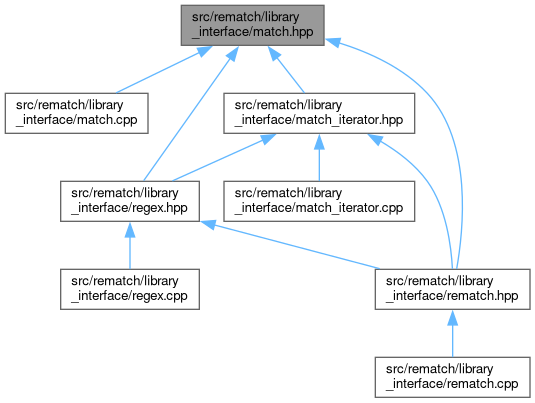 src/rematch/library
_interface/match.hpp
src/rematch/library
_interface/match.cpp
src/rematch/library
_interface/match_iterator.hpp
src/rematch/library
_interface/regex.hpp
src/rematch/library
_interface/match_iterator.cpp
src/rematch/library
_interface/regex.cpp
src/rematch/library
_interface/rematch.hpp
src/rematch/library
_interface/rematch.cpp